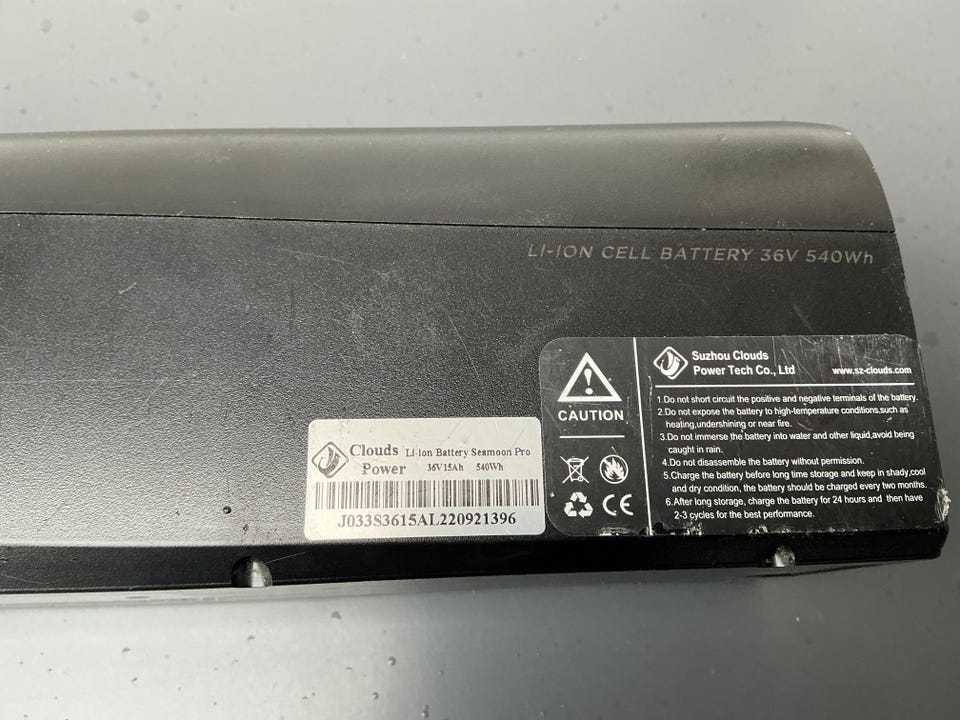 LI-ION CELL BATTERY 36V 540Wh
Suzhou Clouds
Power Tech Co., Ltd
www.sz-clouds.com
CAUTION
1.Do not short circuit the positive and negative terminals of the battery.
2.Do not expose the battery to high-temperature conditions,such as
heating,undershining or near fire.
3.Do not immerse the battery into water and other liquid,avoid being
caught in rain.
4.Do not disassemble the battery without permission.
5.Charge the battery before long time storage and keep in shady,cool
and dry condition, the battery should be charged every two months.
6.After long storage, charge the battery for 24 hours and then have
2-3 cycles for the best performance.
CE
Clouds
Power
Li-Ion Battery Seamoon Pro
36V15Ah 540Wh
J033S3615AL220921396